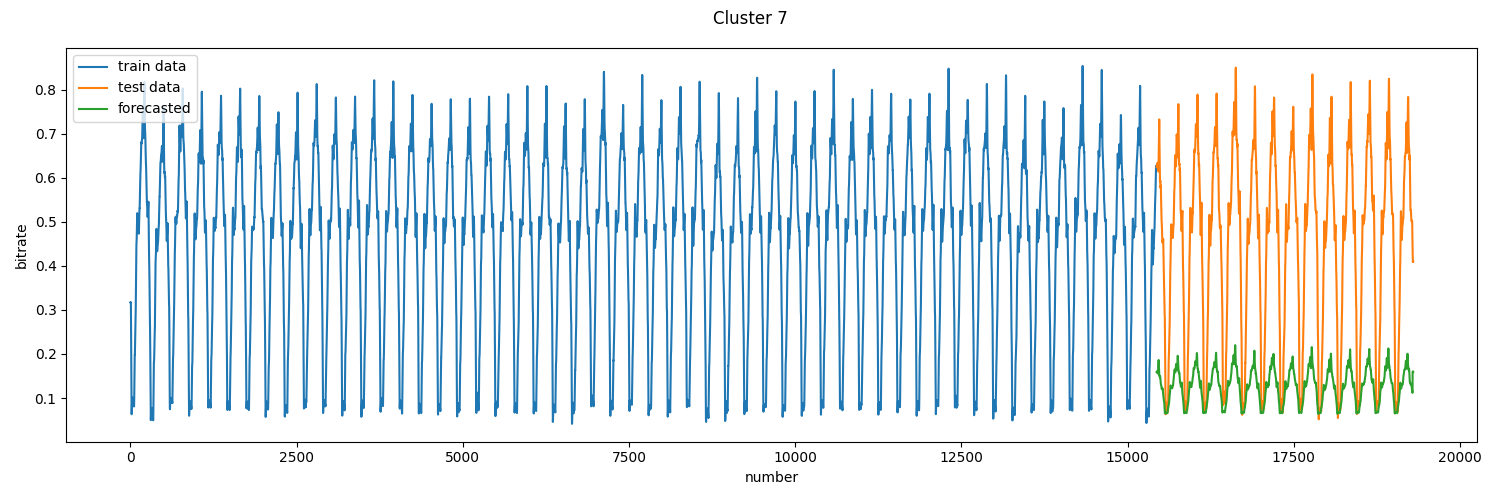 Cluster 7
train data
test data
forecasted
bitrate
0.8
0.7
0.6
0.5
0.4
0.3
0.2
0.1
0 2500 5000 7500 10000 12500 15000 17500 20000
number